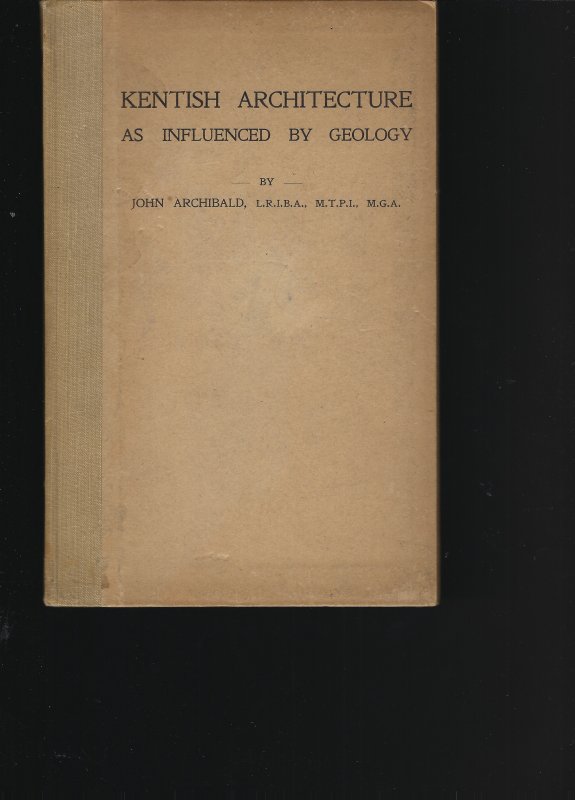 KENTISH ARCHITECTURE
AS INFLUENCED BY GEOLOGY
— BY —
JOHN ARCHIBALD, L.R.I.B.A., M.T.P.I., M.G.A.